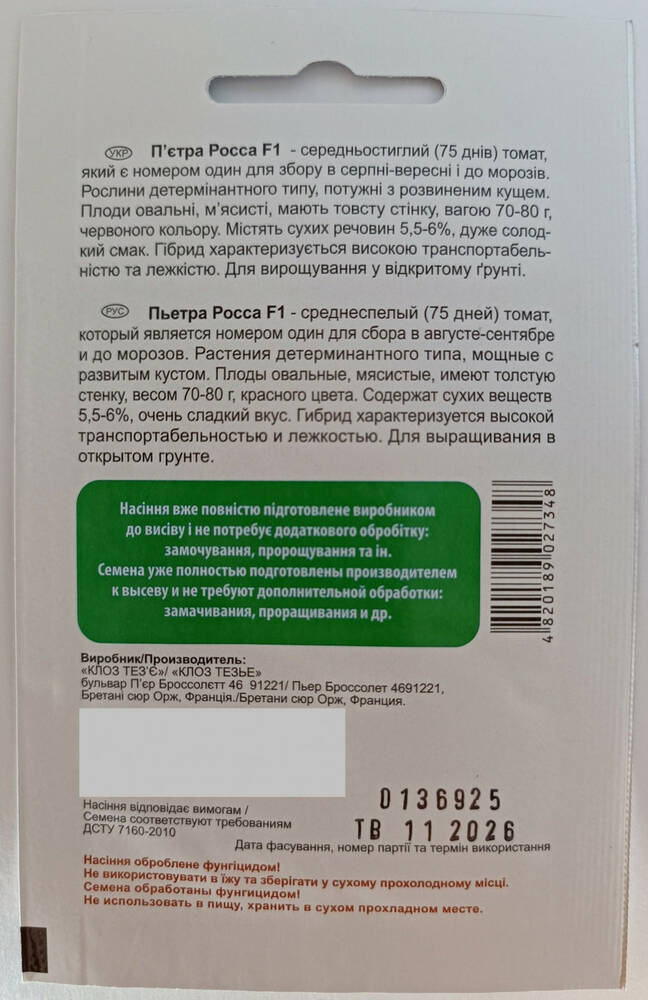 УКР П'єтра Росса F1 - середньостиглий (75 днів) томат,
який є номером один для збору в серпні-вересні і до морозів.
Рослини детермінантного типу, потужні з розвиненим кущем.
Плоди овальні, м'ясисті, мають товсту стінку, вагою 70-80 г,
червоного кольору. Містять сухих речовин 5,5-6%, дуже солод-
кий смак. Гібрид характеризується високою транспортабель-
ністю та лежкістю. Для вирощування у відкритому ґрунті.
РУС Пьетра Росса F1 - среднеспелый (75 дней) томат,
который является номером один для сбора в августе-сентябре
и до морозов. Растения детерминантного типа, мощные с
развитым кустом. Плоды овальные, мясистые, имеют толстую
стенку, весом 70-80 г, красного цвета. Содержат сухих веществ
5,5-6%, очень сладкий вкус. Гибрид характеризуется высокой
транспортабельностью и лежкостью. Для выращивания в
открытом грунте.
Насіння вже повністю підготовлене виробником
до висіву і не потребує додаткового обробітку:
замочування, пророщування та ін.
Семена уже полностью подготовлены производителем
к высеву и не требуют дополнительной обработки:
замачивания, проращивания и др.
4 820189 027348
Виробник/Производитель:
«КЛОЗ ТЕЗ'Є»/ «КЛОЗ ТЕЗЬЕ»
бульвар П'єр Броссолєтт 46 91221/ Пьер Броссолет 4691221,
Бретані сюр Орж, Франція./Бретани сюр Орж, Франция.
Насіння відповідає вимогам /
Семена соответствуют требованиям
ДСТУ 7160-2010
0136925
ТВ 11 2026
Дата фасування, номер партії та термін використання
Насіння оброблене фунгіцидом!
Не використовувати в їжу та зберігати у сухому прохолодному місці.
Семена обработаны фунгицидом!
Не использовать в пищу, хранить в сухом прохладном месте.